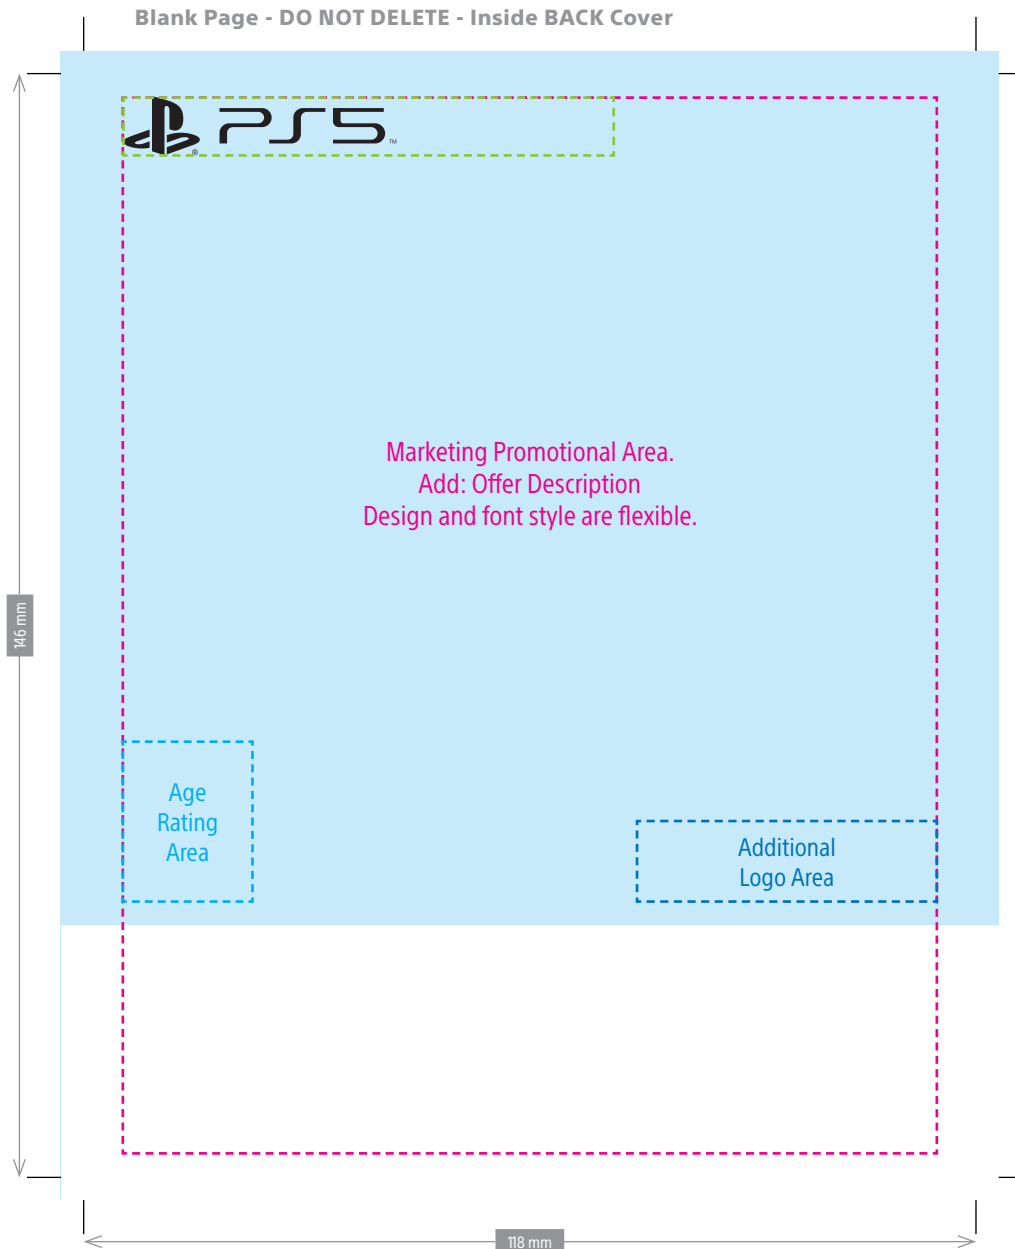 Blank Page - DO NOT DELETE - Inside BACK Cover
PS5™
®
Marketing Promotional Area.
Add: Offer Description
Design and font style are flexible.
146 mm
Age
Rating
Area
Additional
Logo Area
118 mm